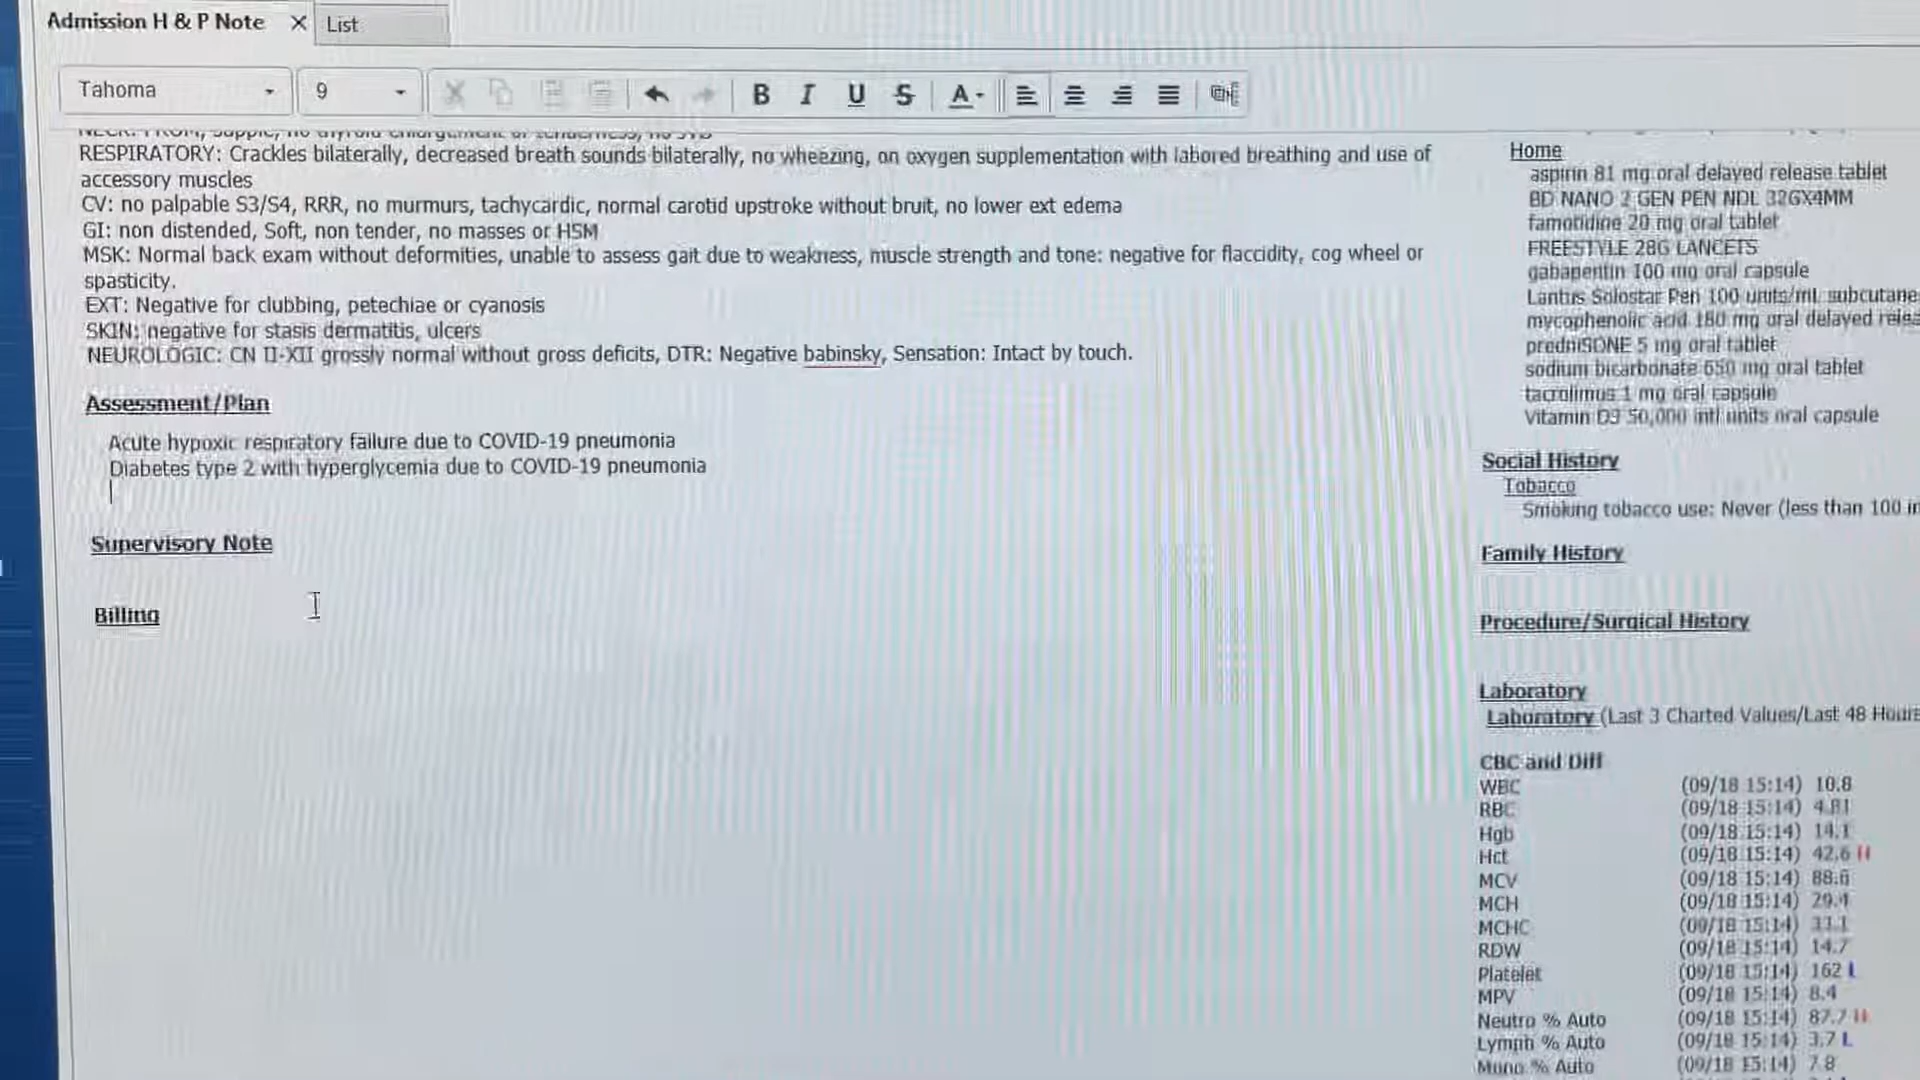 Admission H & P Note
List
Tahoma
9
B I U S A
RESPIRATORY: Crackles bilaterally, decreased breath sounds bilaterally, no wheezing, on oxygen supplementation with labored breathing and use of
accessory muscles
CV: no palpable S3/S4, RRR, no murmurs, tachycardic, normal carotid upstroke without bruit, no lower ext edema
GI: non distended, Soft, non tender, no masses or HSM
MSK: Normal back exam without deformities, unable to assess gait due to weakness, muscle strength and tone: negative for flaccidity, cog wheel or
spasticity.
EXT: Negative for clubbing, petechiae or cyanosis
SKIN: negative for stasis dermatitis, ulcers
NEUROLOGIC: CN II-XII grossly normal without gross deficits, DTR: Negative babinsky, Sensation: Intact by touch.
Assessment/Plan
Acute hypoxic respiratory failure due to COVID-19 pneumonia
Diabetes type 2 with hyperglycemia due to COVID-19 pneumonia
Supervisory Note
Billing
Home
aspirin 81 mg oral delayed release tablet
BD NANO 2 GEN PEN NDL 32GX4MM
famotidine 20 mg oral tablet
FREESTYLE 28G LANCETS
gabapentin 100 mg oral capsule
Lantus Solostar Pen 100 units/mL subcutane
mycophenolic acid 180 mg oral delayed relea
predniSONE 5 mg oral tablet
sodium bicarbonate 650 mg oral tablet
tacrolimus 1 mg oral capsule
Vitamin D3 50,000 intl units oral capsule
Social History
Tobacco
Smoking tobacco use: Never (less than 100 in
Family History
Procedure/Surgical History
Laboratory
Laboratory (Last 3 Charted Values/Last 48 Hours
CBC and Diff
WBC (09/18 15:14) 10.8
RBC (09/18 15:14) 4.81
Hgb (09/18 15:14) 14.1
Hct (09/18 15:14) 42.6 H
MCV (09/18 15:14) 88.6
MCH (09/18 15:14) 29.4
MCHC (09/18 15:14) 33.1
RDW (09/18 15:14) 14.7
Platelet (09/18 15:14) 162 L
MPV (09/18 15:14) 8.4
Neutro % Auto (09/18 15:14) 87.7 H
Lymph % Auto (09/18 15:14) 3.7 L
Mono % Auto (09/18 15:14) 7.8